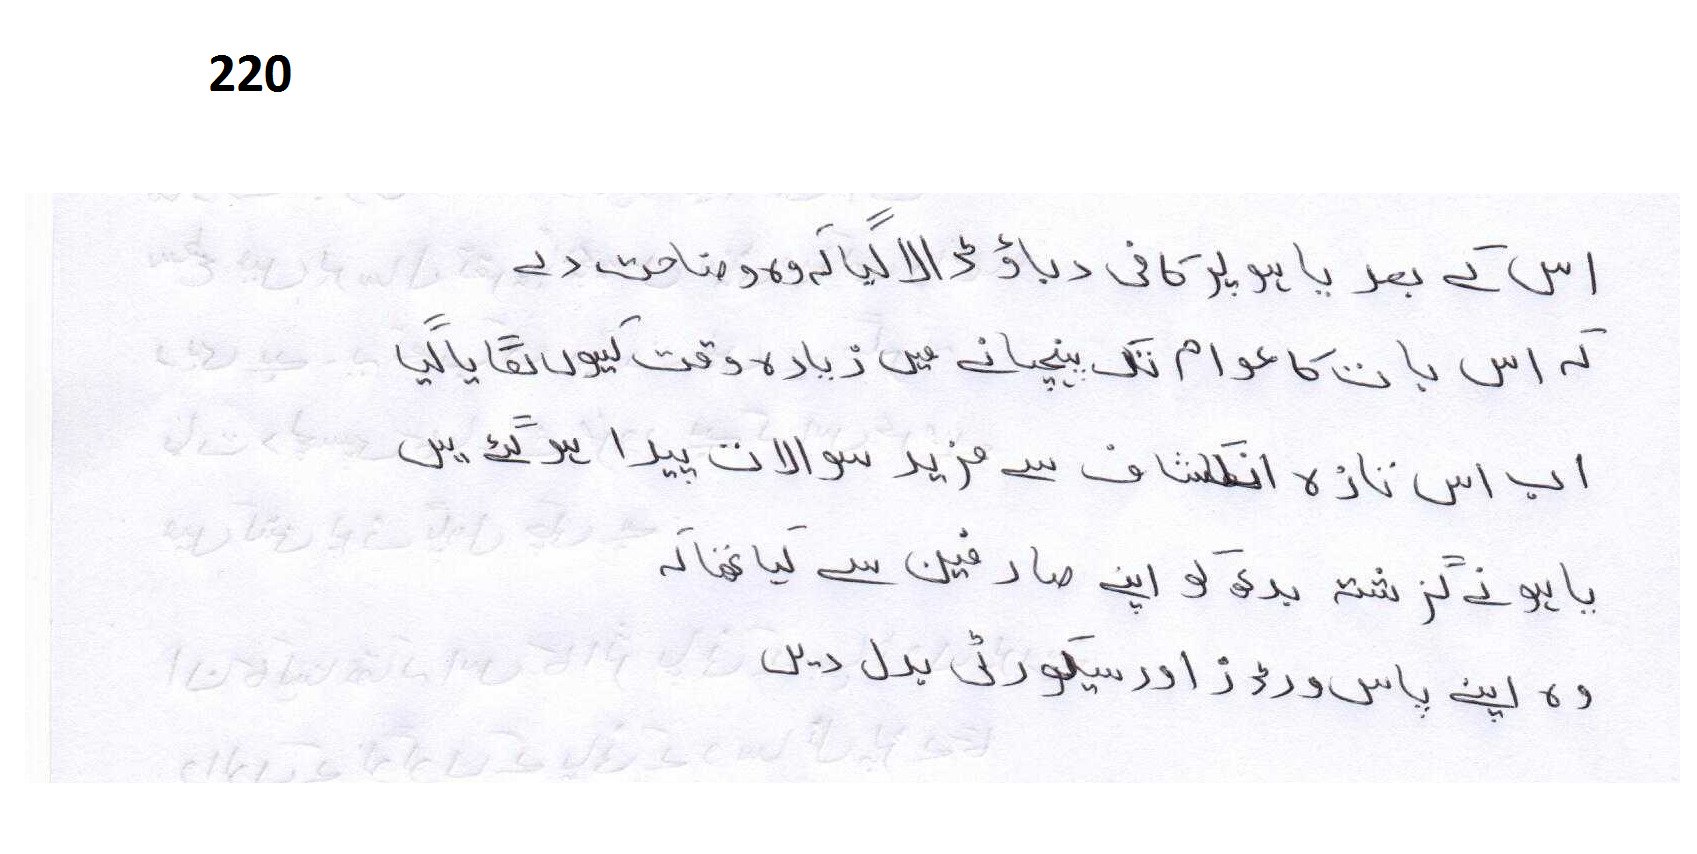 220
اس کے بعد یاہو پر کافی دباؤ ڈالا گیا کہ وہ وضاحت دے
کہ اس بات کا عوام تک پہنچانے میں زیادہ وقت کیوں لگایا گیا
اب اس تازہ انکشاف سے مزید سوالات پیدا ہو گئے ہیں
یاہو نے گزشتہ بدھ کو اپنے صارفین سے کیا تھا کہ
وہ اپنے پاس ورڈز اور سیکورٹی بدل دیں